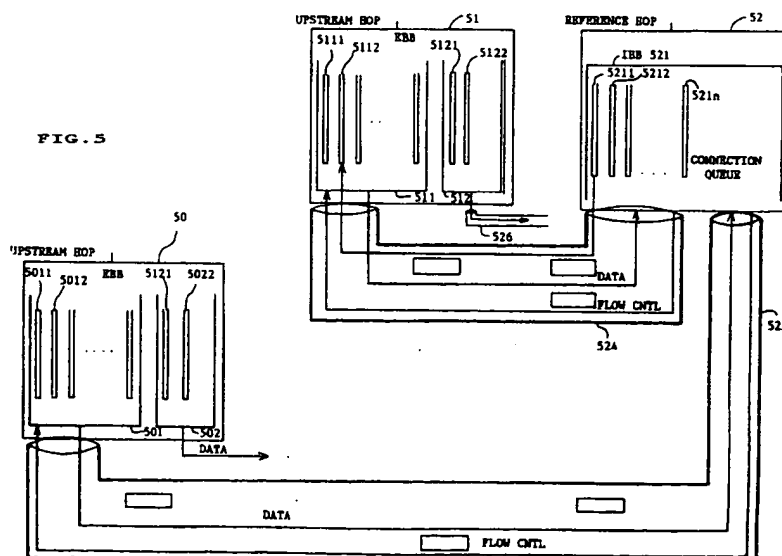 UPSTREAM HOP
51
EBB
5111
5112
5121
5122
511
512
526
REFERENCE HOP
52
IBB 521
5211
5212
521n
CONNECTION
QUEUE
FIG.5
DATA
FLOW CNTL
524
50
UPSTREAM HOP
EBB
5011
5012
5121
5022
501
502
DATA
DATA
FLOW CNTL